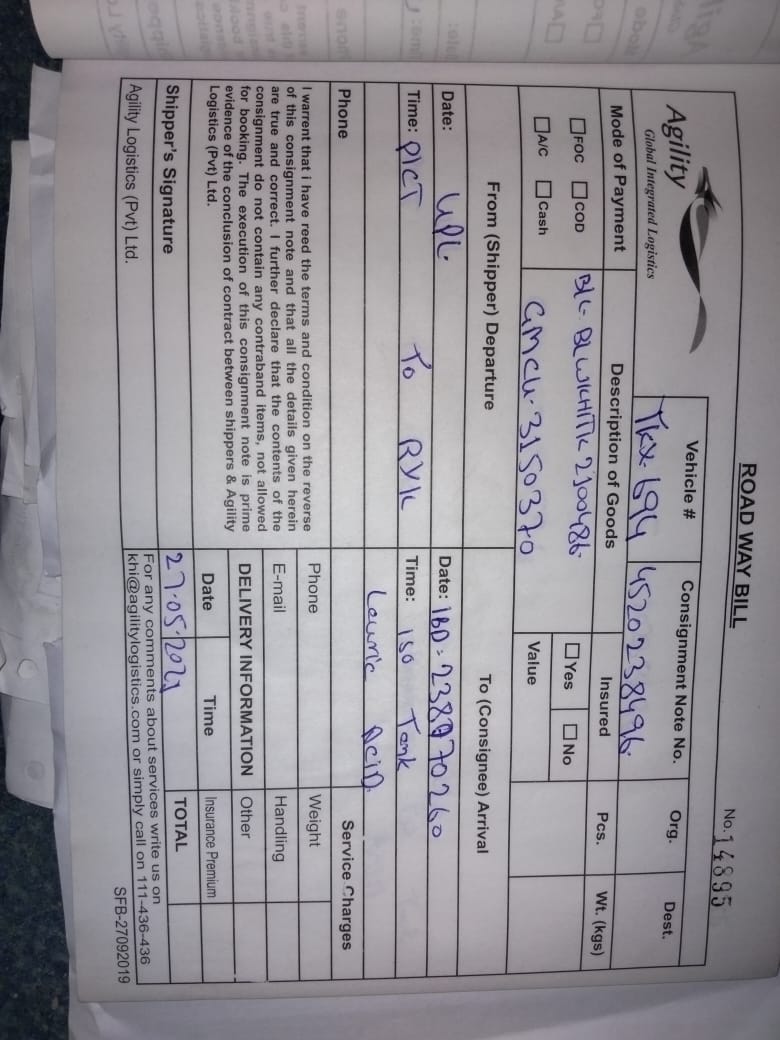 ROAD WAY BILL
No. 14895
Agility
Global Integrated Logistics
Vehicle #
Consignment Note No.
Org.
Dest.
TKX-694
4520238496
Mode of Payment
Description of Goods
Insured
Pcs.
Wt. (kgs)
FOC COD
A/C Cash
B/L- BLWKHITK 2J00486
GMCU-3150370
Yes No
Value
From (Shipper) Departure
To (Consignee) Arrival
Date: UPL
Date: IBD-238970260
Time: PICT To RYK
Time: ISO Tank
Lauric Acid
Phone
Service Charges
I warrent that i have reed the terms and condition on the reverse
of this consignment note and that all the details given herein
are true and correct. I further declare that the contents of the
consignment do not contain any contraband items, not allowed
for booking. The execution of this consignment note is prime
evidence of the conclusion of contract between shippers & Agility
Logistics (Pvt) Ltd.
Phone
Weight
E-mail
Handling
DELIVERY INFORMATION
Other
Date
Time
Insurance Premium
27-05-2021
TOTAL
Shipper's Signature
Agility Logistics (Pvt) Ltd.
For any comments about services write us on
khi@agilitylogistics.com or simply call on 111-436-436
SFB-27092019